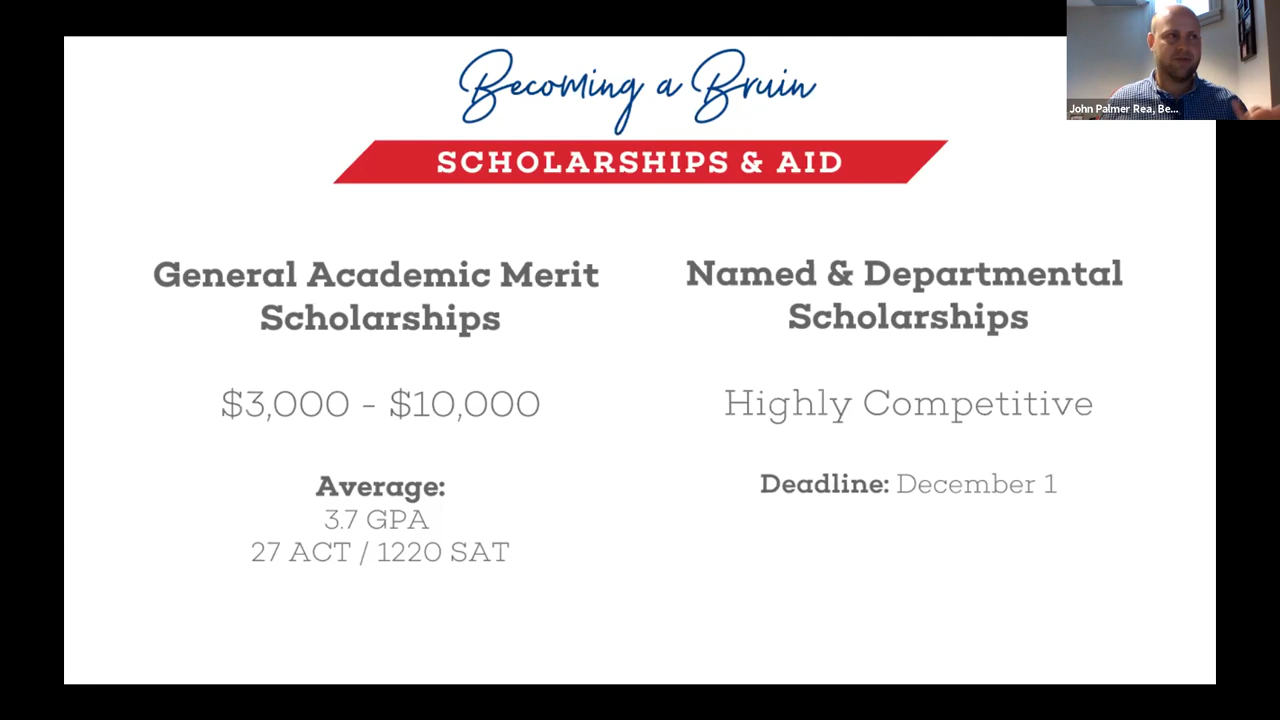 Becoming a Bruin
SCHOLARSHIPS & AID
John Palmer Rea, Be...
General Academic Merit
Scholarships
$3,000 - $10,000
Average:
3.7 GPA
27 ACT / 1220 SAT
Named & Departmental
Scholarships
Highly Competitive
Deadline: December 1